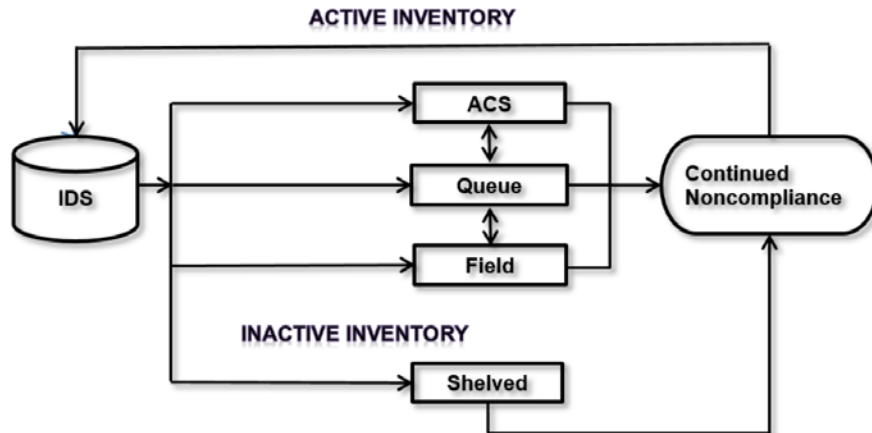 ACTIVE INVENTORY
ACS
IDS
Queue
Continued
Noncompliance
Field
INACTIVE INVENTORY
Shelved